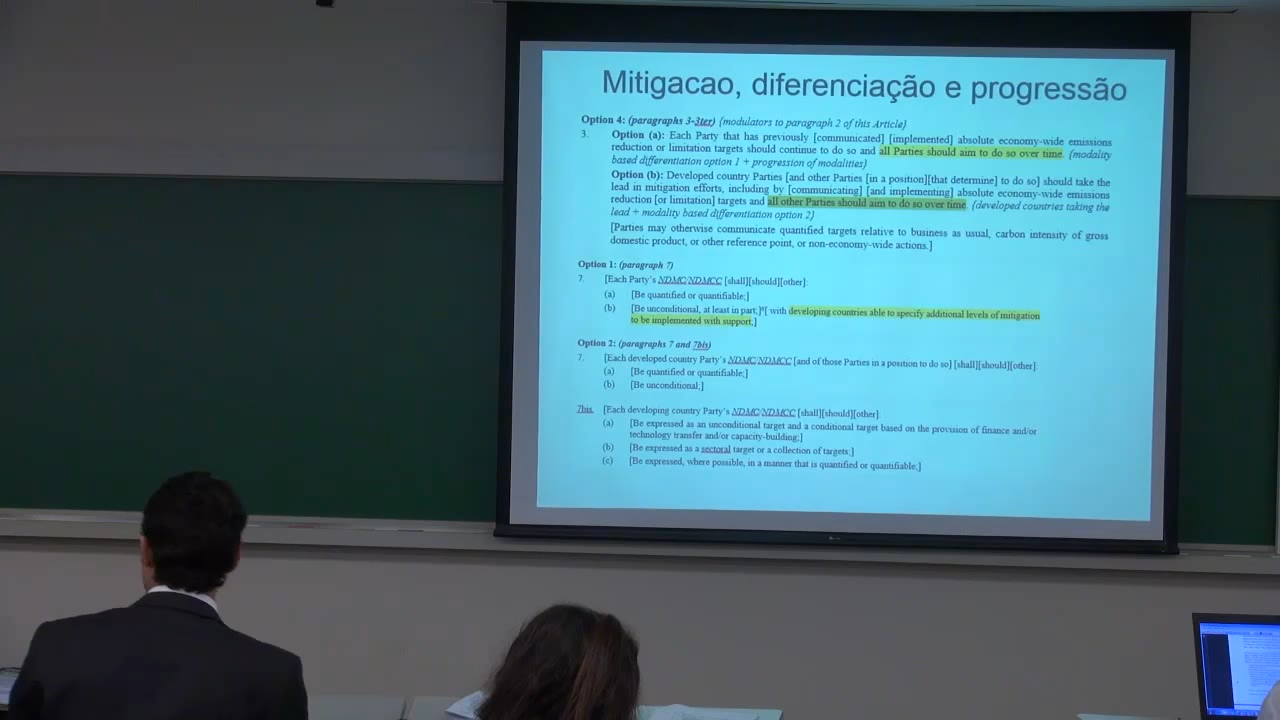 Mitigacao, diferenciação e progressão
Option 4: (paragraphs 3-3ter) {modulators to paragraph 2 of this Article}
3. Option (a): Each Party that has previously [communicated] [implemented] absolute economy-wide emissions
reduction or limitation targets should continue to do so and all Parties should aim to do so over time. {modality
based differentiation option 1 + progression of modalities}
Option (b): Developed country Parties [and other Parties [in a position][that determine] to do so] should take the
lead in mitigation efforts, including by [communicating] [and implementing] absolute economy-wide emissions
reduction [or limitation] targets and all other Parties should aim to do so over time. {developed countries taking the
lead + modality based differentiation option 2}
[Parties may otherwise communicate quantified targets relative to business as usual, carbon intensity of gross
domestic product, or other reference point, or non-economy-wide actions.]
Option 1: (paragraph 7)
7. [Each Party's NDMC/NDMCC [shall][should][other]:
(a) [Be quantified or quantifiable;]
(b) [Be unconditional, at least in part;] [ with developing countries able to specify additional levels of mitigation
to be implemented with support;]
Option 2: (paragraphs 7 and 7bis)
7. [Each developed country Party's NDMC/NDMCC [and of those Parties in a position to do so] [shall][should][other]:
(a) [Be quantified or quantifiable;]
(b) [Be unconditional;]
7bis. [Each developing country Party's NDMC/NDMCC [shall][should][other]
(a) [Be expressed as an unconditional target and a conditional target based on the provision of finance and/or
technology transfer and/or capacity-building;]
(b) [Be expressed as a sectoral target or a collection of targets;]
(c) [Be expressed, where possible, in a manner that is quantified or quantifiable;]